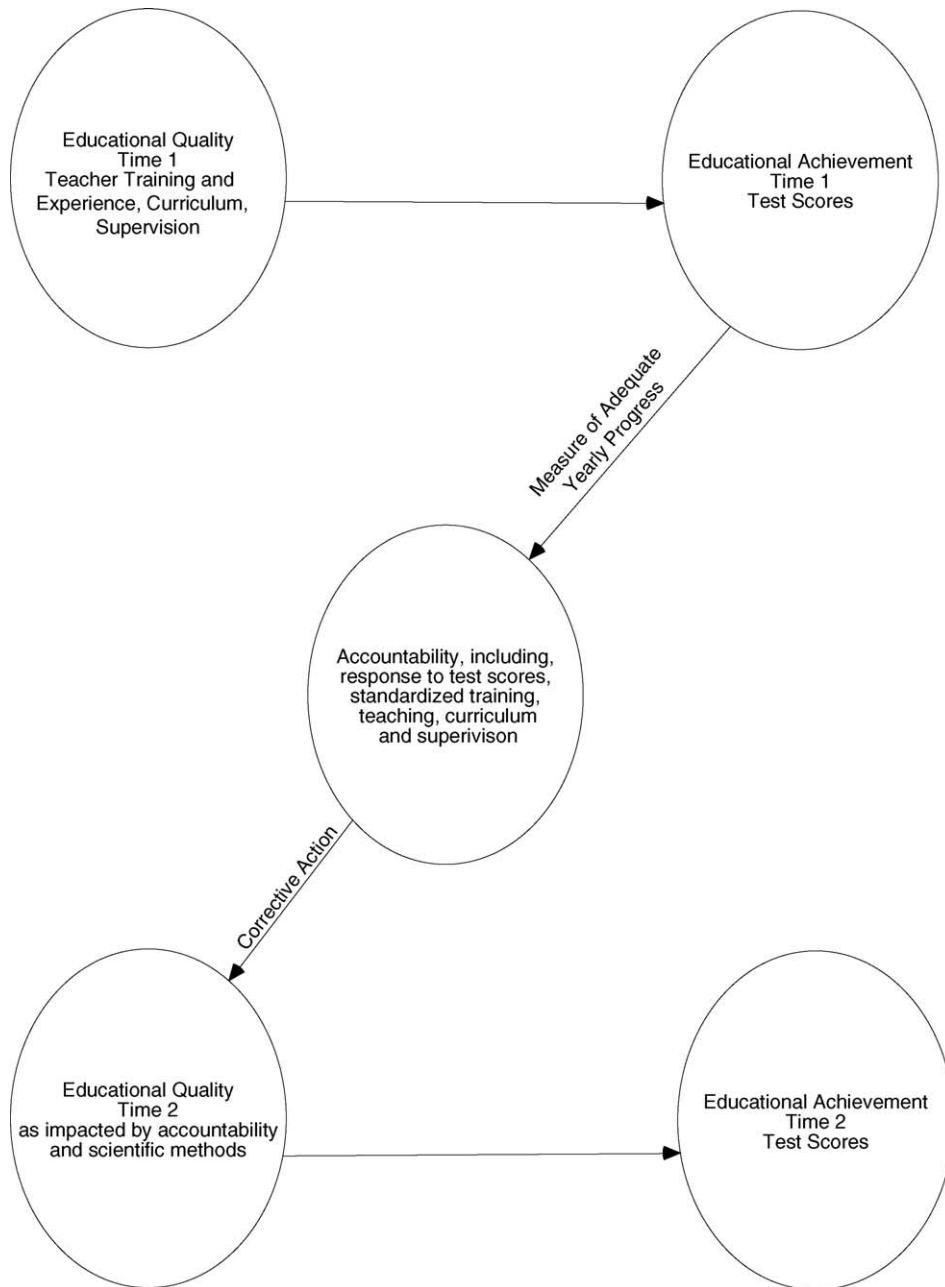 Educational Quality
Time 1
Teacher Training and
Experience, Curriculum,
Supervision
Educational Achievement
Time 1
Test Scores
Measure of Adequate
Yearly Progress
Accountability, including,
response to test scores,
standardized training,
teaching, curriculum
and superivison
Corrective Action
Educational Quality
Time 2
as impacted by accountability
and scientific methods
Educational Achievement
Time 2
Test Scores